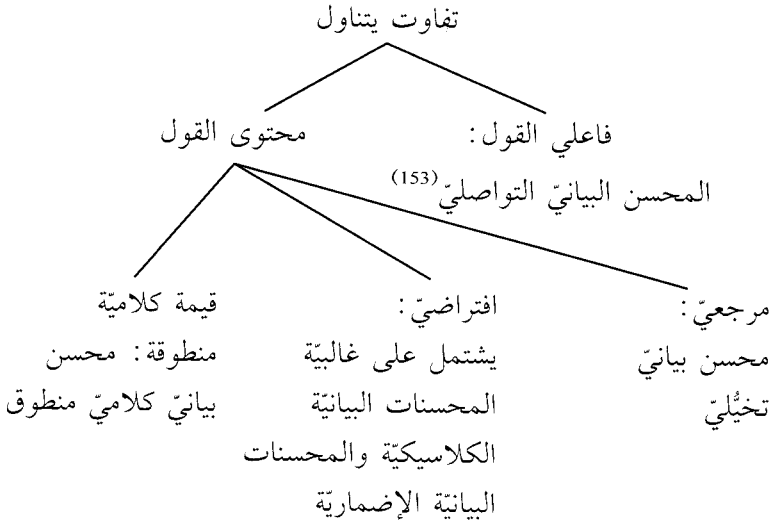 تفاوت يتناول
فاعلي القول:
المحسن البيانيّ التواصليّ(153)
محتوى القول
مرجعيّ:
محسن بيانيّ
تخيُّليّ
افتراضيّ:
يشتمل على غالبيّة
المحسنات البيانيّة
الكلاسيكيّة والمحسنات
البيانيّة الإضماريّة
قيمة كلاميّة
منطوقة: محسن
بيانيّ كلاميّ منطوق